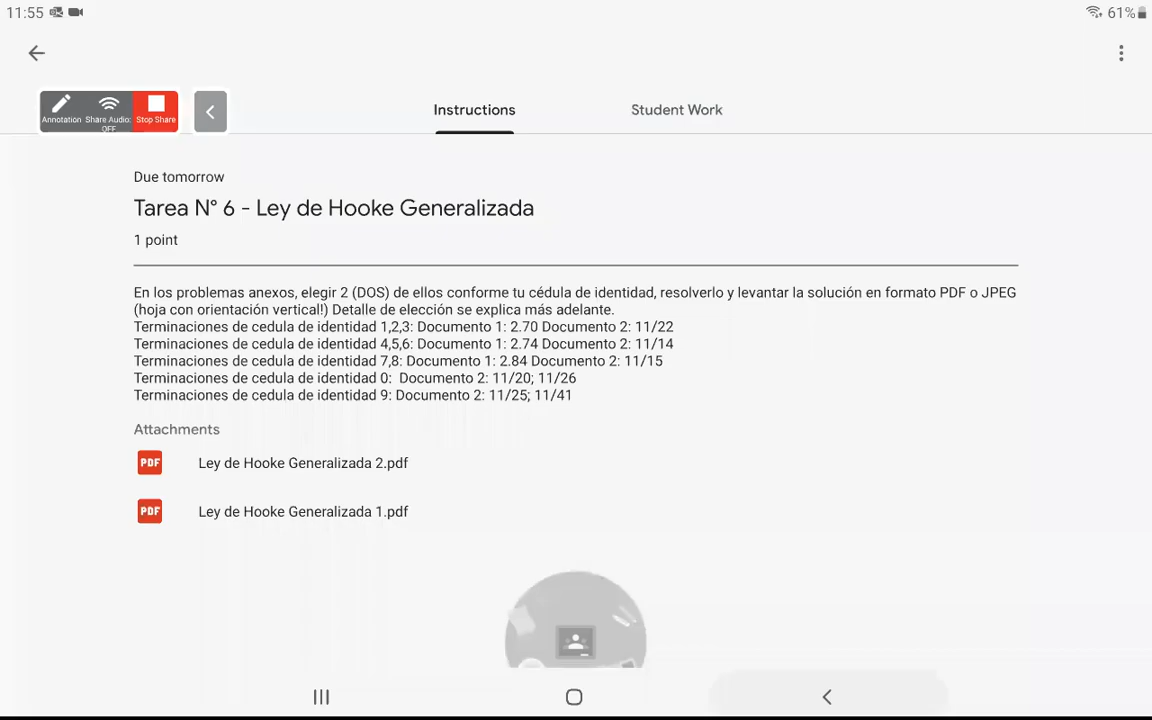 11:55
61%
Annotation
Share Audio: OFF
Stop Share
Instructions
Student Work
Due tomorrow
Tarea N° 6 - Ley de Hooke Generalizada
1 point
En los problemas anexos, elegir 2 (DOS) de ellos conforme tu cédula de identidad, resolverlo y levantar la solución en formato PDF o JPEG
(hoja con orientación vertical!) Detalle de elección se explica más adelante.
Terminaciones de cedula de identidad 1,2,3: Documento 1: 2.70 Documento 2: 11/22
Terminaciones de cedula de identidad 4,5,6: Documento 1: 2.74 Documento 2: 11/14
Terminaciones de cedula de identidad 7,8: Documento 1: 2.84 Documento 2: 11/15
Terminaciones de cedula de identidad 0:  Documento 2: 11/20; 11/26
Terminaciones de cedula de identidad 9: Documento 2: 11/25; 11/41
Attachments
PDF Ley de Hooke Generalizada 2.pdf
PDF Ley de Hooke Generalizada 1.pdf